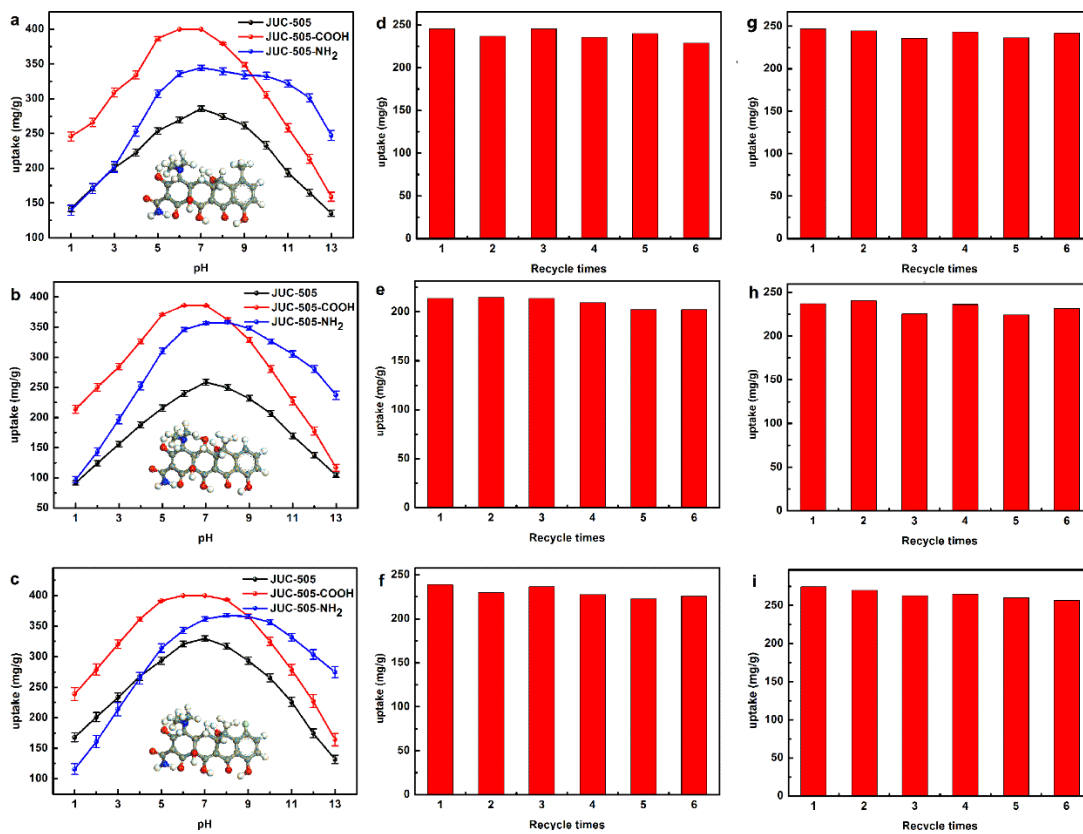 a
JUC-505
JUC-505-COOH
JUC-505-NH2
uptake (mg/g)
400
350
300
250
200
150
100
1 3 5 7 9 11 13
pH
d
uptake (mg/g)
250
200
150
100
50
0
1 2 3 4 5 6
Recycle times
g
uptake (mg/g)
250
200
150
100
50
0
1 2 3 4 5 6
Recycle times
b
JUC-505
JUC-505-COOH
JUC-505-NH2
uptake (mg/g)
400
350
300
250
200
150
100
50
1 3 5 7 9 11 13
pH
e
uptake (mg/g)
200
150
100
50
0
1 2 3 4 5 6
Recycle times
h
uptake (mg/g)
250
200
150
100
50
0
1 2 3 4 5 6
Recycle times
c
JUC-505
JUC-505-COOH
JUC-505-NH2
uptake (mg/g)
400
350
300
250
200
150
100
1 3 5 7 9 11 13
pH
f
uptake (mg/g)
250
200
150
100
50
0
1 2 3 4 5 6
Recycle times
i
uptake (mg/g)
250
200
150
100
50
0
1 2 3 4 5 6
Recycle times